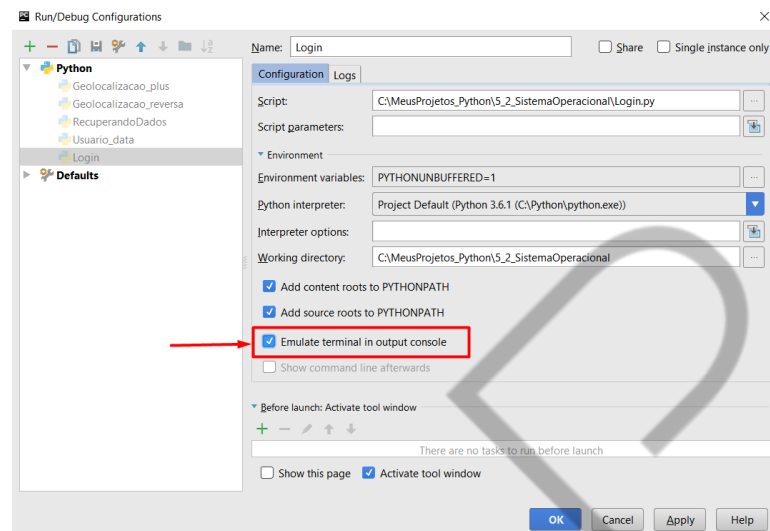 PC Run/Debug Configurations
Name: Login Share Single instance only
Python
Geolocalizacao_plus
Geolocalizacao_reversa
RecuperandoDados
Usuario_data
Login
Defaults
Configuration Logs
Script: C:\MeusProjetos_Python\5_2_SistemaOperacional\Login.py ...
Script parameters:
Environment
Environment variables: PYTHONUNBUFFERED=1 ...
Python interpreter: Project Default (Python 3.6.1 (C:\Python\python.exe))
Interpreter options:
Working directory: C:\MeusProjetos_Python\5_2_SistemaOperacional ...
Add content roots to PYTHONPATH
Add source roots to PYTHONPATH
Emulate terminal in output console
Show command line afterwards
Before launch: Activate tool window
There are no tasks to run before launch
Show this page Activate tool window
OK Cancel Apply Help